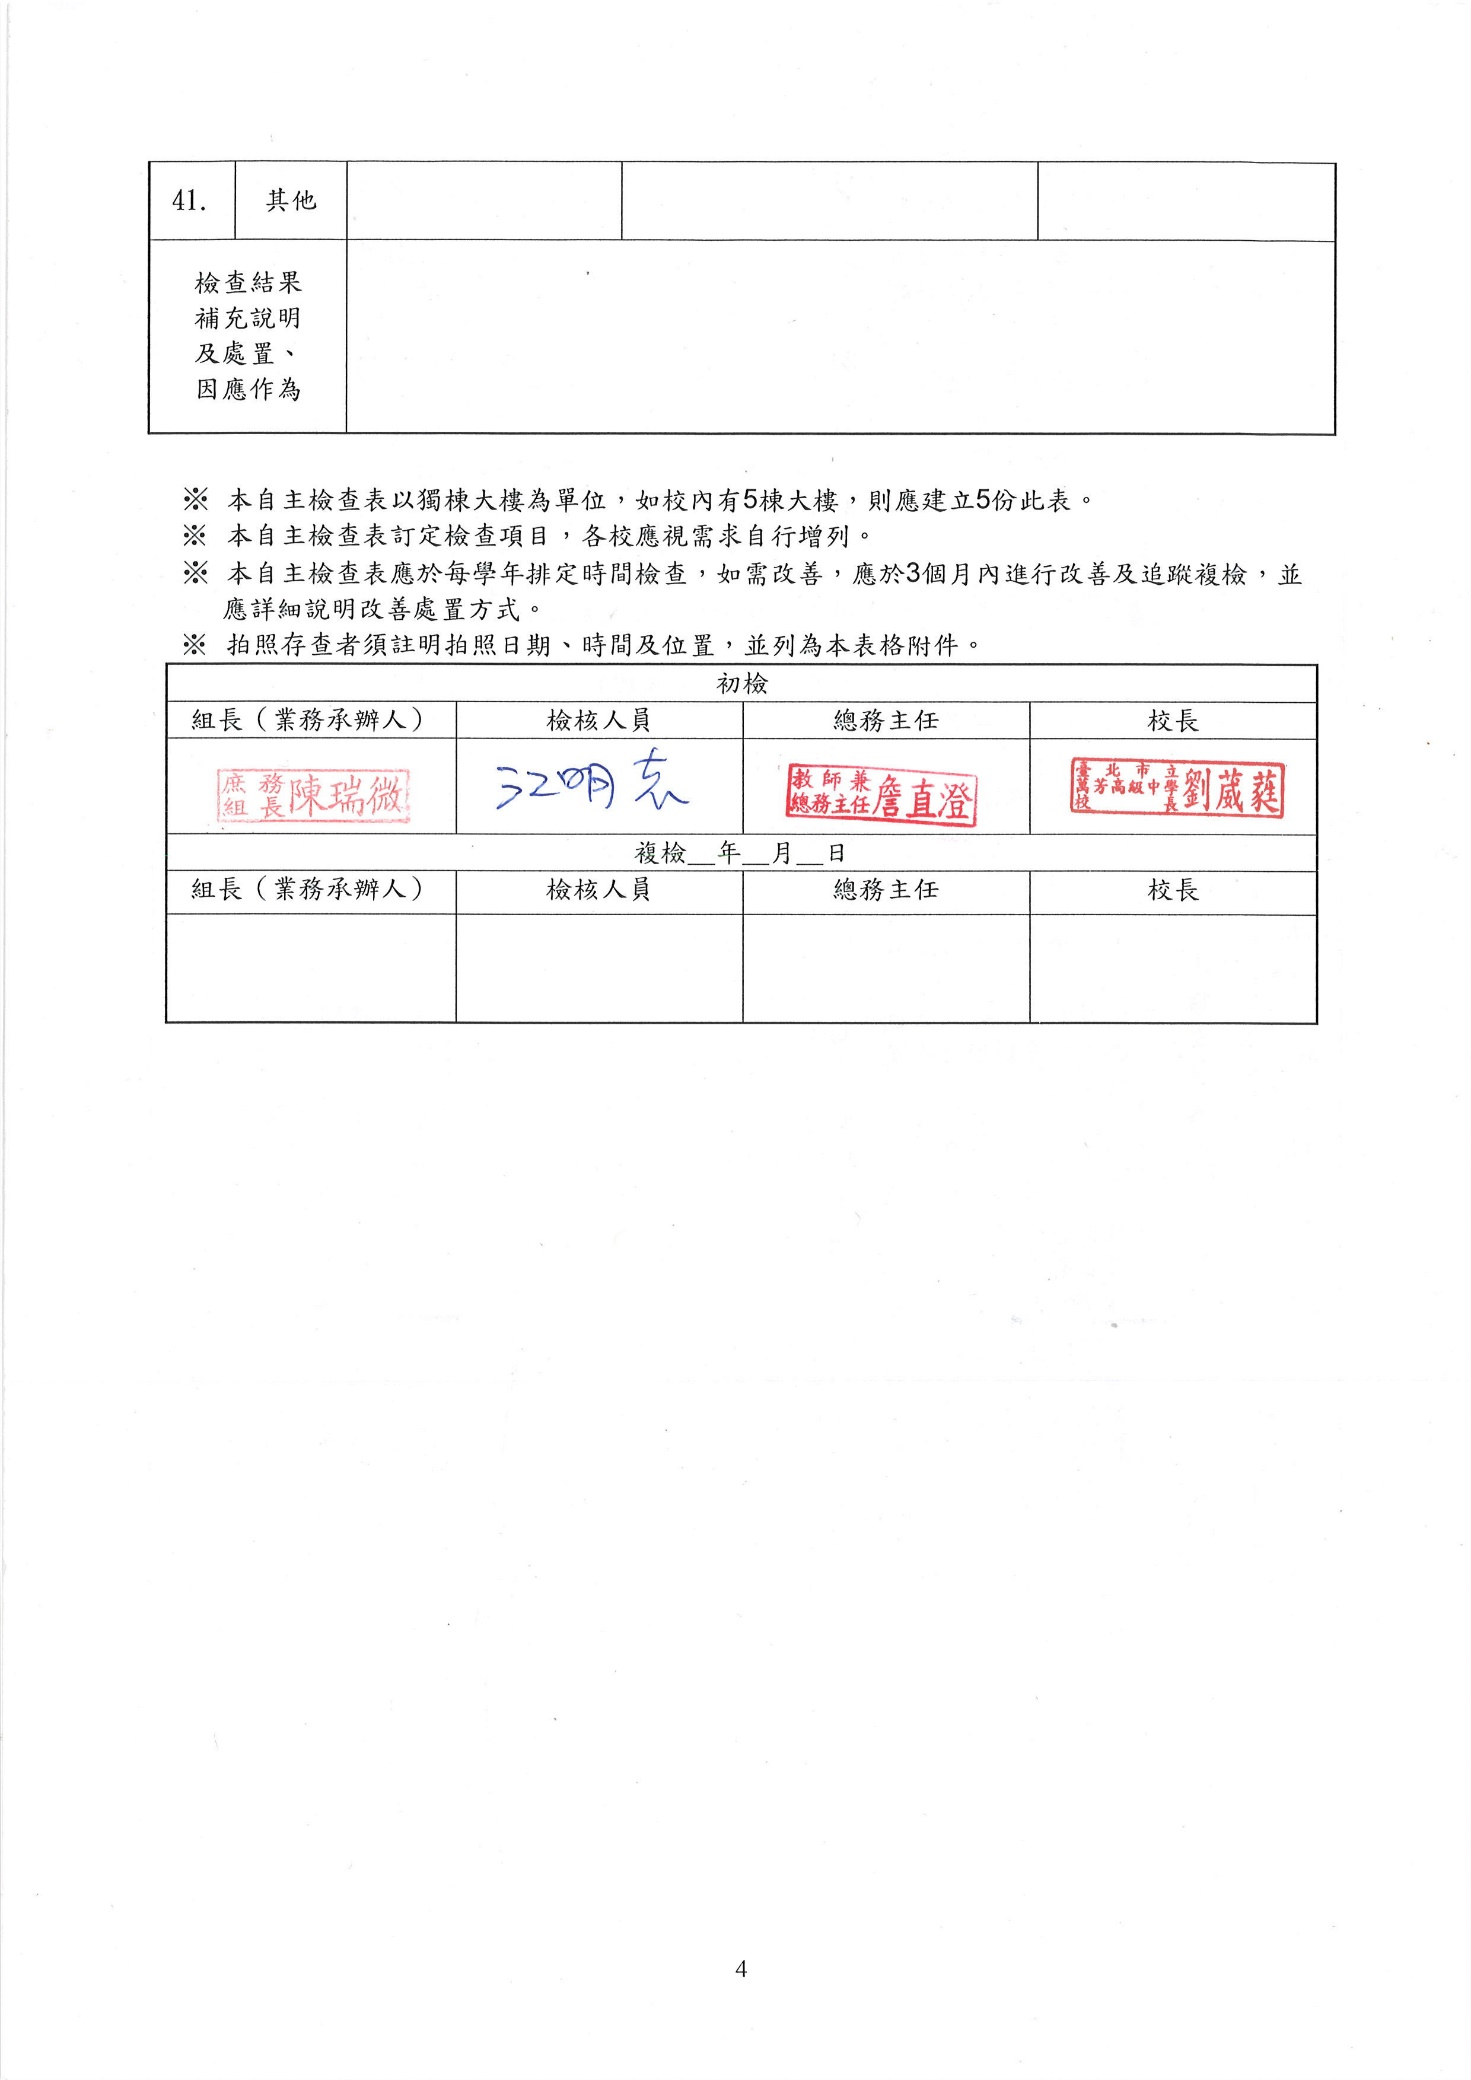 41. 其他
檢查結果
補充說明
及處置、
因應作為
※ 本自主檢查表以獨棟大樓為單位，如校內有5棟大樓，則應建立5份此表。
※ 本自主檢查表訂定檢查項目，各校應視需求自行增列。
※ 本自主檢查表應於每學年排定時間檢查，如需改善，應於3個月內進行改善及追蹤複檢，並
應詳細說明改善處置方式。
※ 拍照存查者須註明拍照日期、時間及位置，並列為本表格附件。
初檢
組長（業務承辦人） 檢核人員 總務主任 校長
庶務組長 陳瑞微 江明 教師兼總務主任 詹直澄 臺北市立萬芳高級中學校長 劉葳蕤
複檢__年__月__日
組長（業務承辦人） 檢核人員 總務主任 校長
4